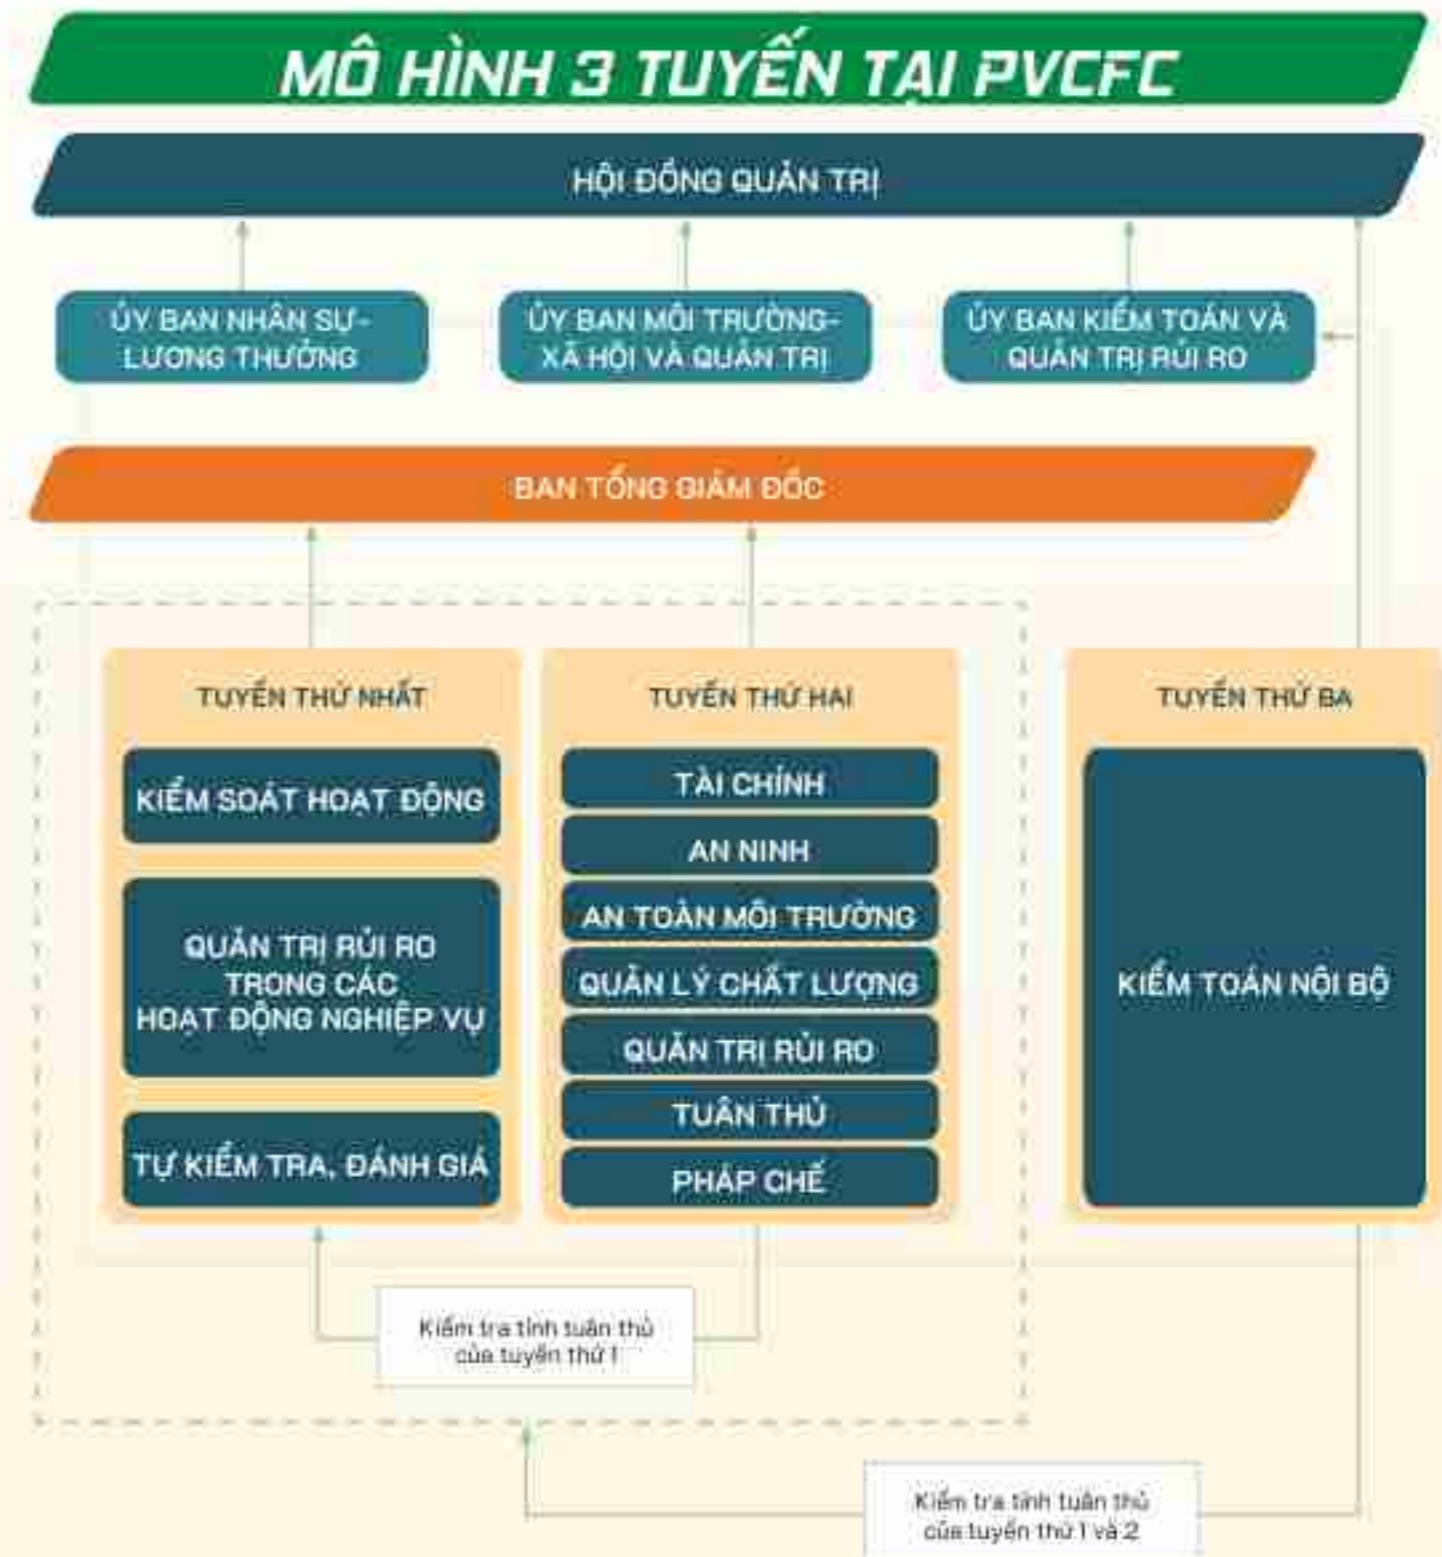 MÔ HÌNH 3 TUYẾN TẠI PVCFC
HỘI ĐỒNG QUẢN TRỊ
ỦY BAN NHÂN SỰ-
LƯƠNG THƯỞNG
ỦY BAN MÔI TRƯỜNG-
XÃ HỘI VÀ QUẢN TRỊ
ỦY BAN KIỂM TOÁN VÀ
QUẢN TRỊ RỦI RO
BAN TỔNG GIÁM ĐỐC
TUYẾN THỨ NHẤT
KIỂM SOÁT HOẠT ĐỘNG
QUẢN TRỊ RỦI RO
TRONG CÁC
HOẠT ĐỘNG NGHIỆP VỤ
TỰ KIỂM TRA, ĐÁNH GIÁ
TUYẾN THỨ HAI
TÀI CHÍNH
AN NINH
AN TOÀN MÔI TRƯỜNG
QUẢN LÝ CHẤT LƯỢNG
QUẢN TRỊ RỦI RO
TUÂN THỦ
PHÁP CHẾ
TUYẾN THỨ BA
KIỂM TOÁN NỘI BỘ
Kiểm tra tính tuân thủ
của tuyến thứ 1
Kiểm tra tính tuân thủ
của tuyến thứ 1 và 2